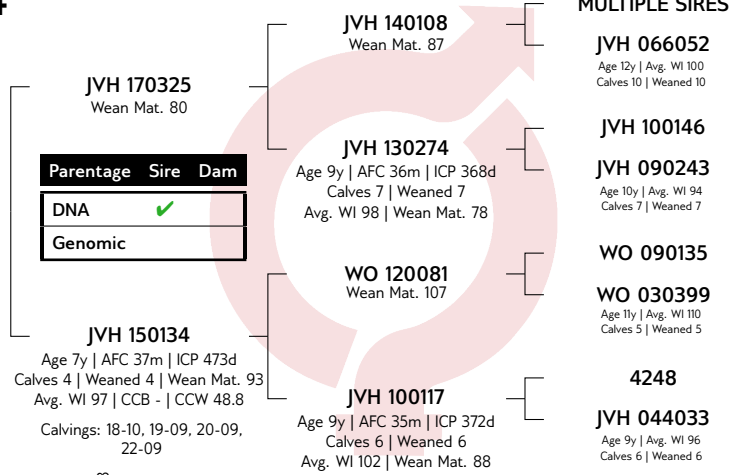 MULTIPLE SIRES
JVH 140108
Wean Mat. 87
JVH 066052
Age 12y | Avg. WI 100
Calves 10 | Weaned 10
JVH 170325
Wean Mat. 80
JVH 100146
JVH 130274
Age 9y | AFC 36m | ICP 368d
Calves 7 | Weaned 7
Avg. WI 98 | Wean Mat. 78
JVH 090243
Age 10y | Avg. WI 94
Calves 7 | Weaned 7
Parentage Sire Dam
DNA ✔
Genomic
WO 090135
WO 120081
Wean Mat. 107
WO 030399
Age 11y | Avg. WI 110
Calves 5 | Weaned 5
JVH 150134
Age 7y | AFC 37m | ICP 473d
Calves 4 | Weaned 4 | Wean Mat. 93
Avg. WI 97 | CCB - | CCW 48.8
Calvings: 18-10, 19-09, 20-09,
22-09
4248
JVH 100117
Age 9y | AFC 35m | ICP 372d
Calves 6 | Weaned 6
Avg. WI 102 | Wean Mat. 88
JVH 044033
Age 9y | Avg. WI 96
Calves 6 | Weaned 6